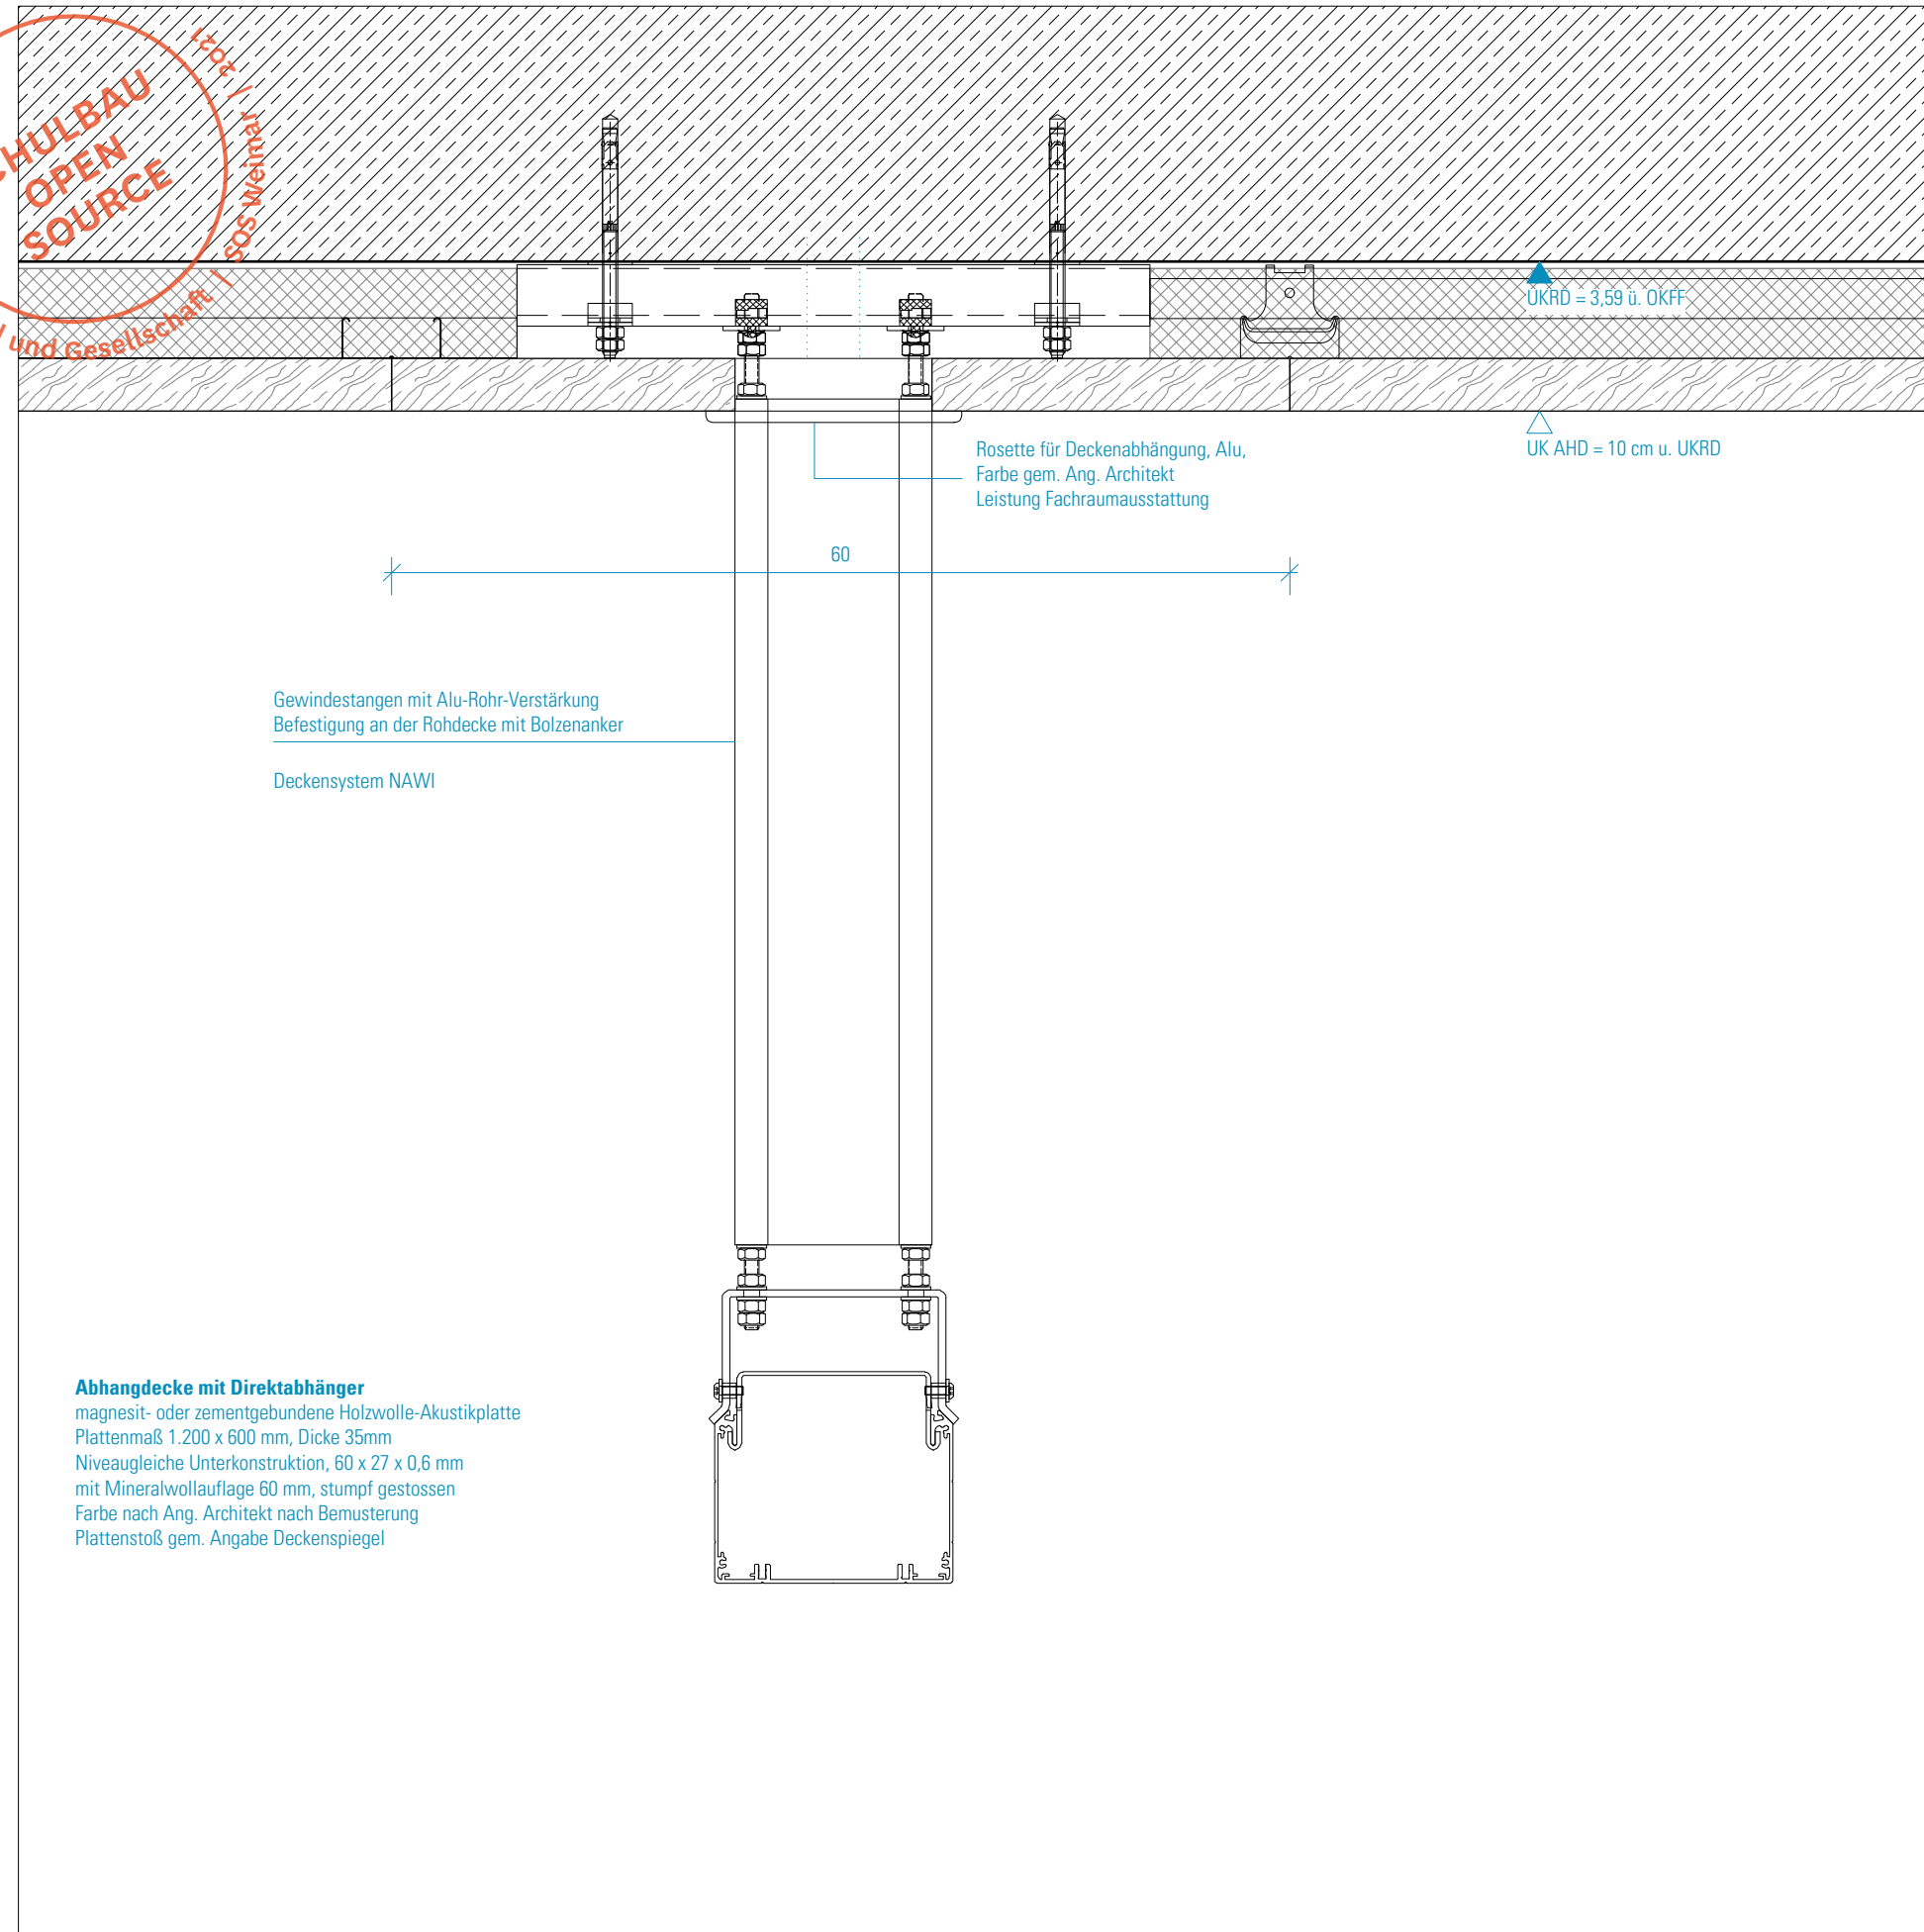 2021 |
SOS Weimar |
und Gesellschaft
OPEN
SOURCE
UKRD = 3,59 ü. OKFF
UK AHD = 10 cm u. UKRD
Rosette für Deckenabhängung, Alu,
Farbe gem. Ang. Architekt
Leistung Fachraumausstattung
60
Gewindestangen mit Alu-Rohr-Verstärkung
Befestigung an der Rohdecke mit Bolzenanker
Deckensystem NAWI
Abhangdecke mit Direktabhänger
magnesit- oder zementgebundene Holzwolle-Akustikplatte
Plattenmaß 1.200 x 600 mm, Dicke 35mm
Niveaugleiche Unterkonstruktion, 60 x 27 x 0,6 mm
mit Mineralwollauflage 60 mm, stumpf gestossen
Farbe nach Ang. Architekt nach Bemusterung
Plattenstoß gem. Angabe Deckenspiegel